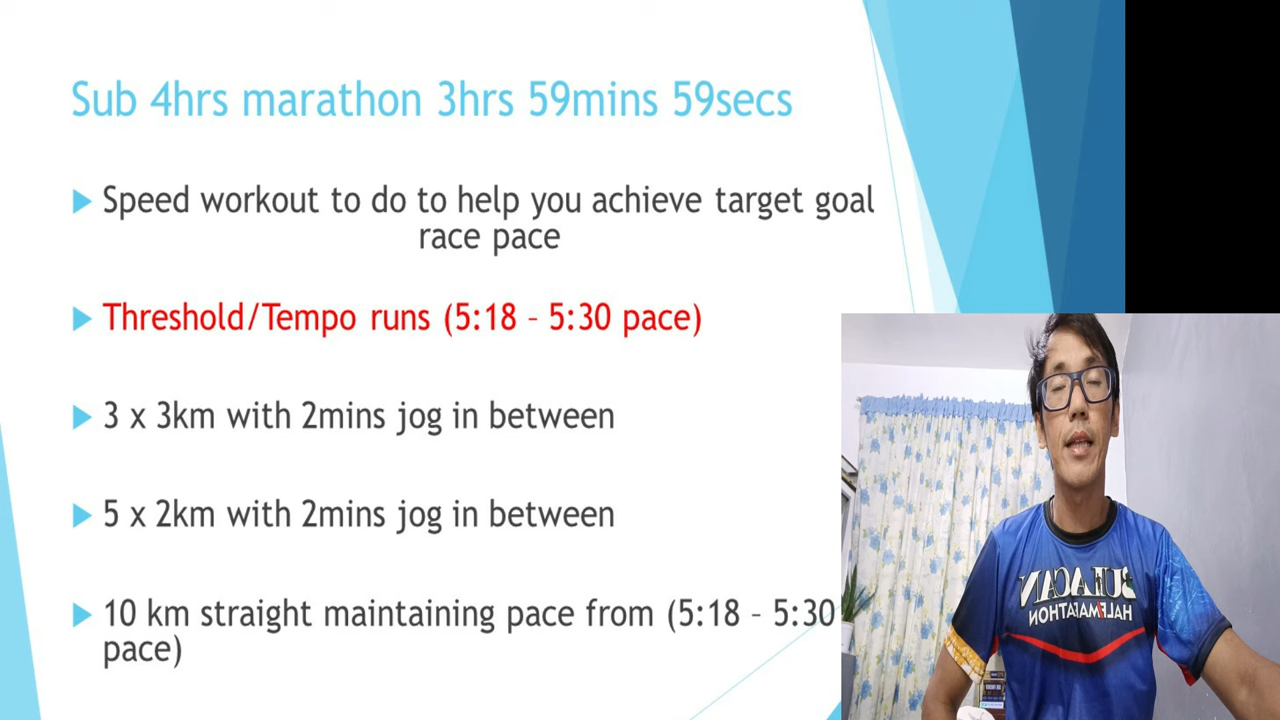 Sub 4hrs marathon 3hrs 59mins 59secs
Speed workout to do to help you achieve target goal
race pace
Threshold/Tempo runs (5:18 – 5:30 pace)
3 x 3km with 2mins jog in between
5 x 2km with 2mins jog in between
10 km straight maintaining pace from (5:18 – 5:30
pace)
BULACAN
HALF MARATHON